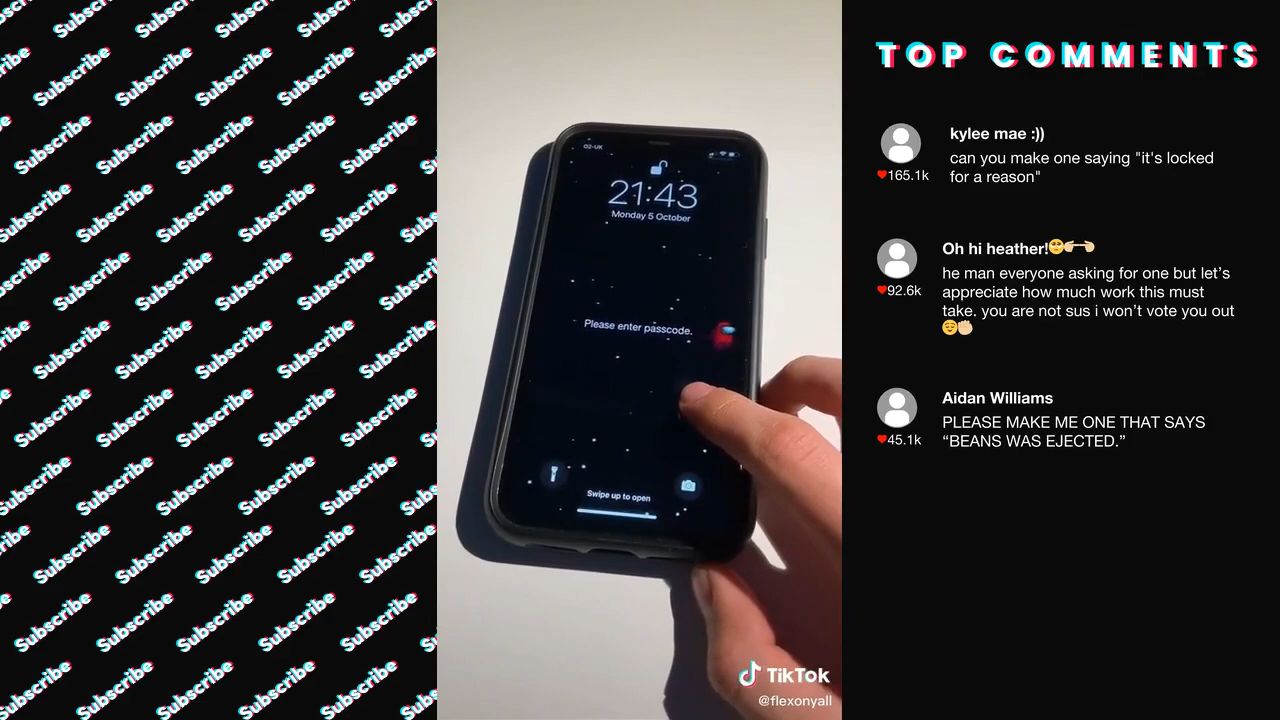 Subscribe
TOP COMMENTS
O2-UK
21:43
Monday 5 October
Please enter passcode.
Swipe up to open
TikTok
@flexonyall
kylee mae :))
can you make one saying "it's locked
for a reason"
165.1k
Oh hi heather!🥺👉👈
he man everyone asking for one but let’s
appreciate how much work this must
take. you are not sus i won’t vote you out
😌✊
92.6k
Aidan Williams
PLEASE MAKE ME ONE THAT SAYS
“BEANS WAS EJECTED.”
45.1k